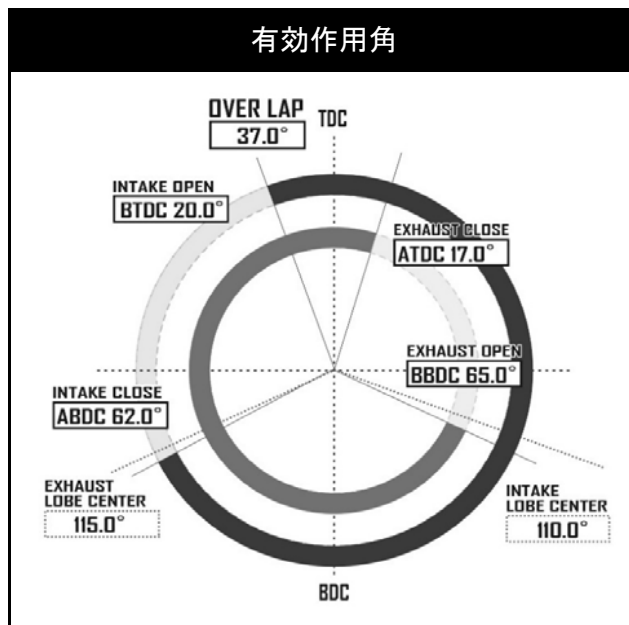 有効作用角
OVER LAP
37.0°
TDC
INTAKE OPEN
BTDC 20.0°
EXHAUST CLOSE
ATDC 17.0°
EXHAUST OPEN
BBDC 65.0°
INTAKE CLOSE
ABDC 62.0°
EXHAUST
LOBE CENTER
115.0°
INTAKE
LOBE CENTER
110.0°
BDC